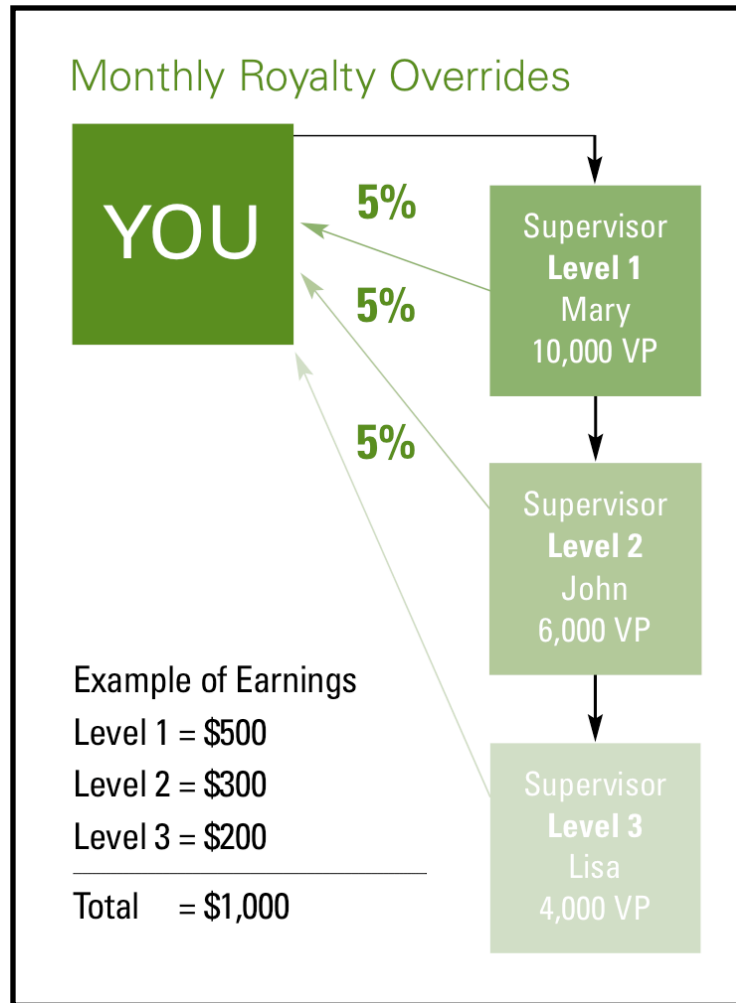 Monthly Royalty Overrides
YOU
5%
5%
5%
Supervisor
Level 1
Mary
10,000 VP
Supervisor
Level 2
John
6,000 VP
Supervisor
Level 3
Lisa
4,000 VP
Example of Earnings
Level 1 = $500
Level 2 = $300
Level 3 = $200
Total = $1,000